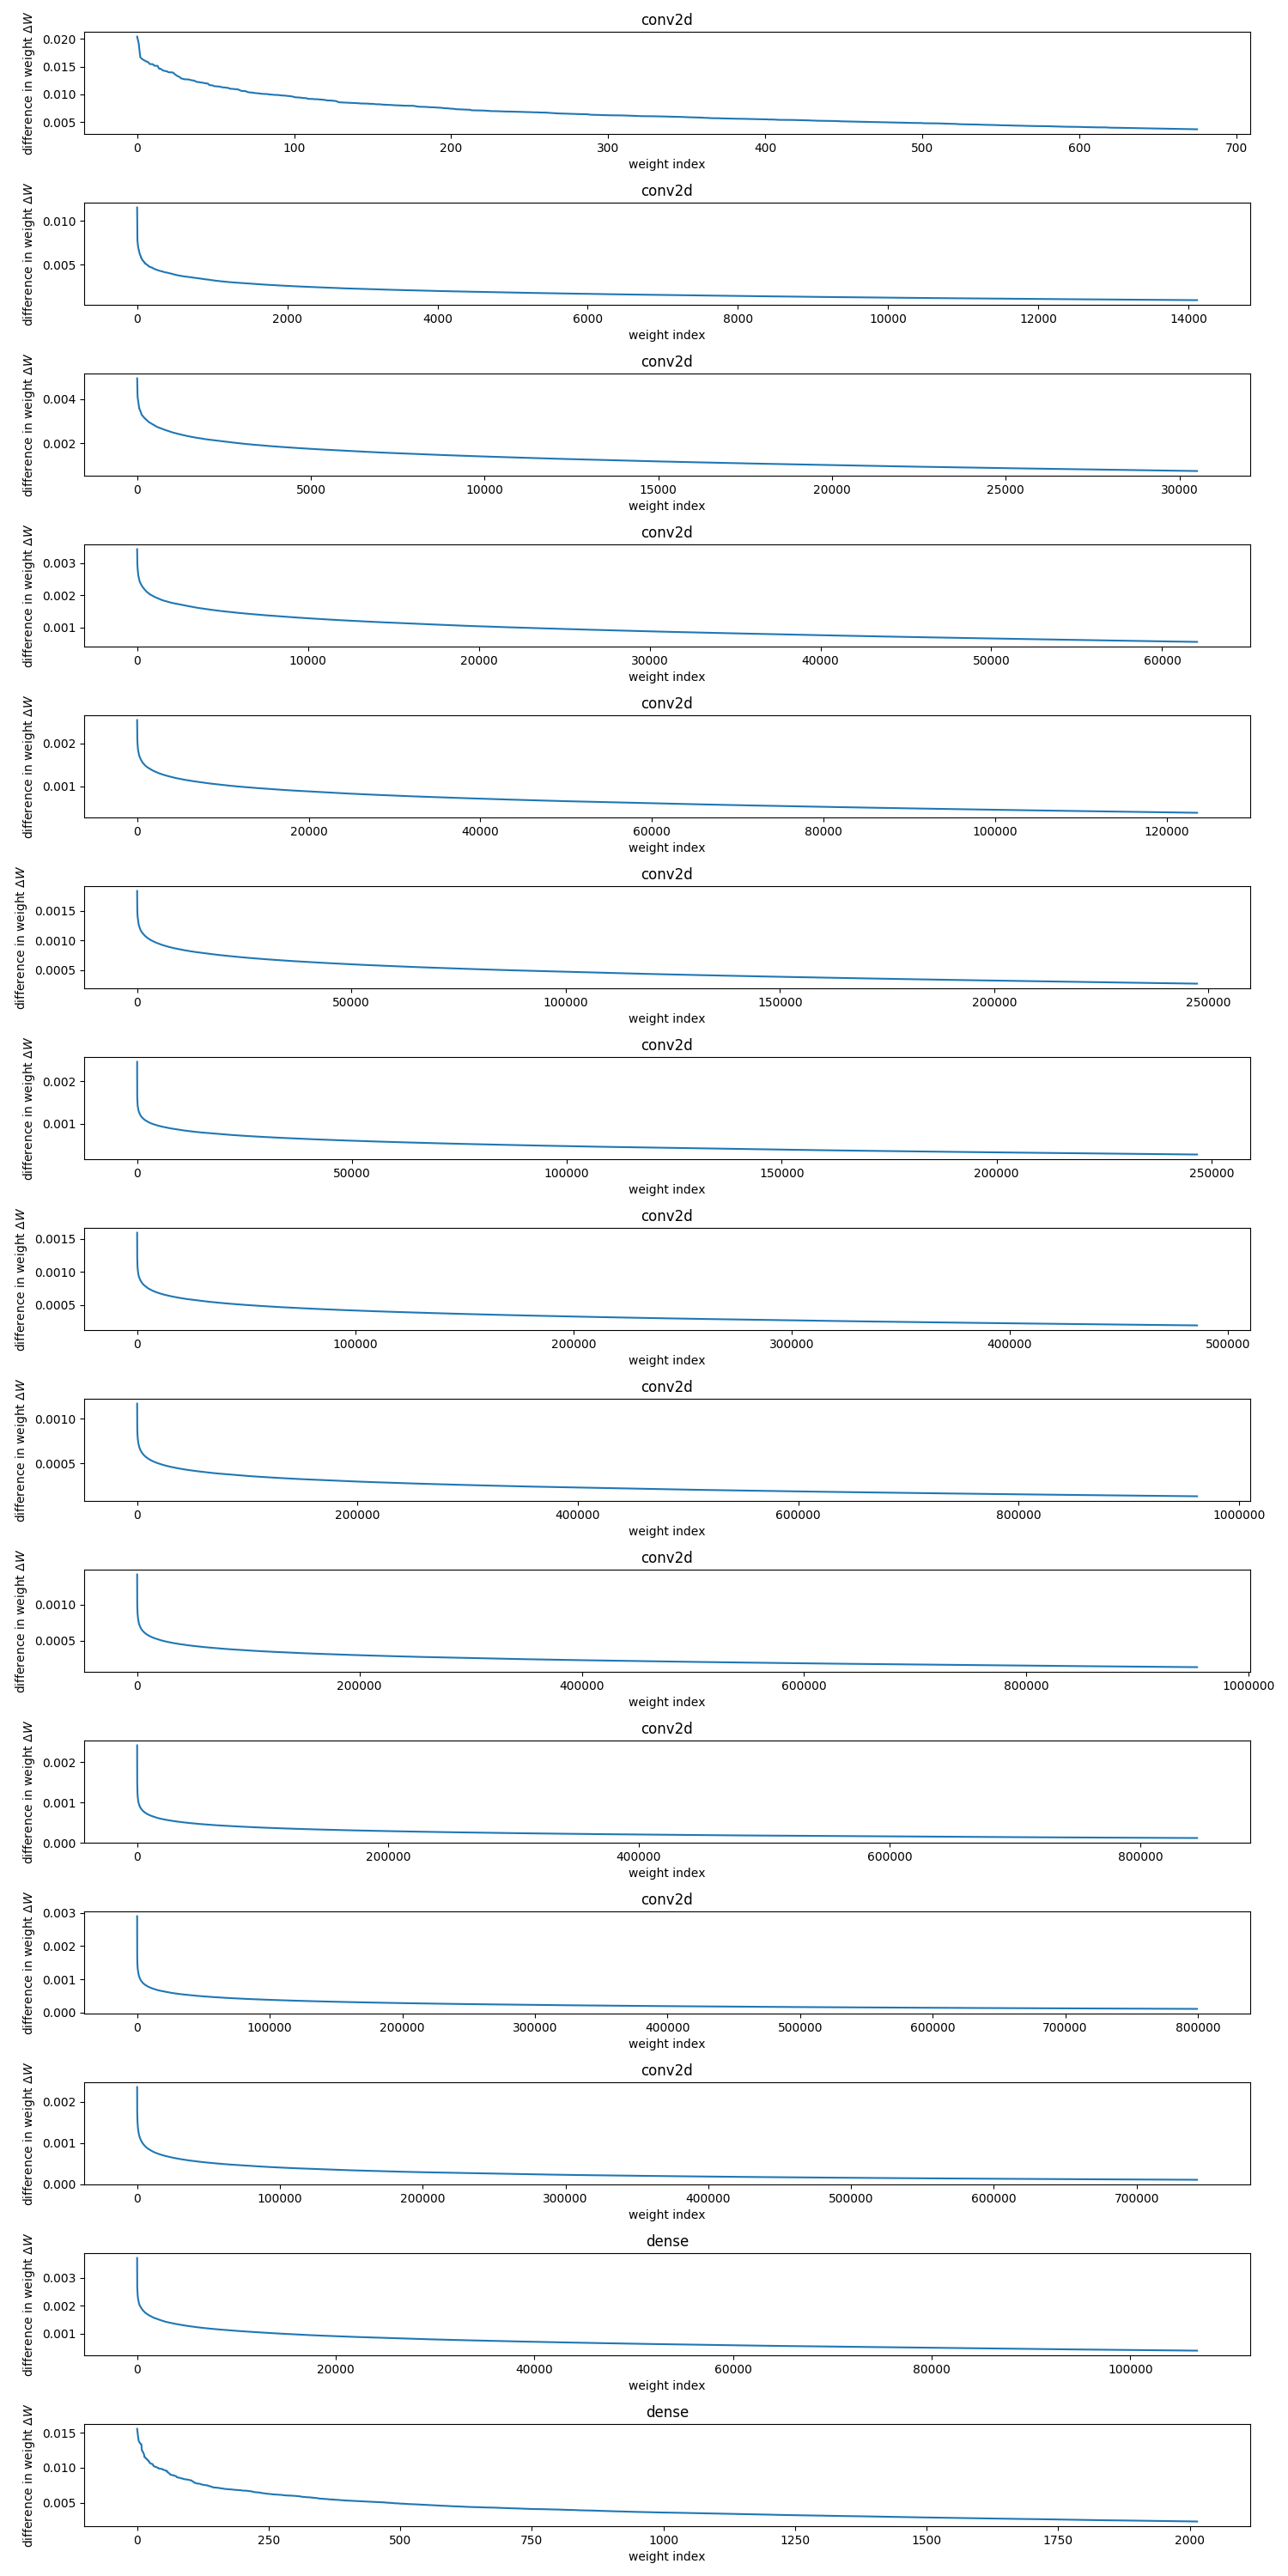 conv2d
difference in weight ΔW
0.020
0.015
0.010
0.005
0 100 200 300 400 500 600 700
weight index
conv2d
difference in weight ΔW
0.010
0.005
0 2000 4000 6000 8000 10000 12000 14000
weight index
conv2d
difference in weight ΔW
0.004
0.002
0 5000 10000 15000 20000 25000 30000
weight index
conv2d
difference in weight ΔW
0.003
0.002
0.001
0 10000 20000 30000 40000 50000 60000
weight index
conv2d
difference in weight ΔW
0.002
0.001
0 20000 40000 60000 80000 100000 120000
weight index
conv2d
difference in weight ΔW
0.0015
0.0010
0.0005
0 50000 100000 150000 200000 250000
weight index
conv2d
difference in weight ΔW
0.002
0.001
0 50000 100000 150000 200000 250000
weight index
conv2d
difference in weight ΔW
0.0015
0.0010
0.0005
0 100000 200000 300000 400000 500000
weight index
conv2d
difference in weight ΔW
0.0010
0.0005
0 200000 400000 600000 800000 1000000
weight index
conv2d
difference in weight ΔW
0.0010
0.0005
0 200000 400000 600000 800000 1000000
weight index
conv2d
difference in weight ΔW
0.002
0.001
0.000
0 200000 400000 600000 800000
weight index
conv2d
difference in weight ΔW
0.003
0.002
0.001
0.000
0 100000 200000 300000 400000 500000 600000 700000 800000
weight index
conv2d
difference in weight ΔW
0.002
0.001
0.000
0 100000 200000 300000 400000 500000 600000 700000
weight index
dense
difference in weight ΔW
0.003
0.002
0.001
0 20000 40000 60000 80000 100000
weight index
dense
difference in weight ΔW
0.015
0.010
0.005
0 250 500 750 1000 1250 1500 1750 2000
weight index